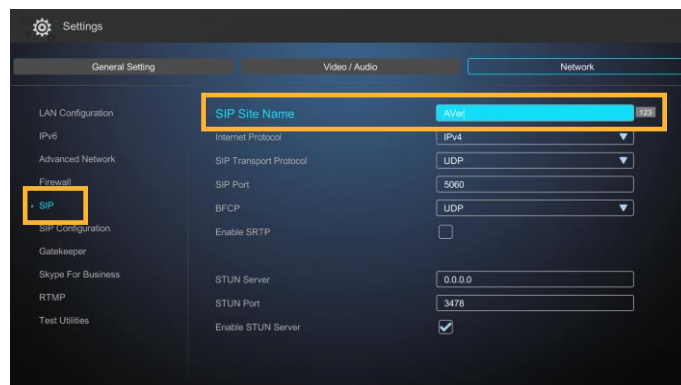 Settings
General Setting Video / Audio Network
LAN Configuration SIP Site Name AVer 123
IPv6 Internet Protocol IPv4
Advanced Network SIP Transport Protocol UDP
Firewall SIP Port 5060
SIP BFCP UDP
SIP Configuration Enable SRTP
Gatekeeper
Skype For Business STUN Server 0.0.0.0
RTMP STUN Port 3478
Test Utilities Enable STUN Server